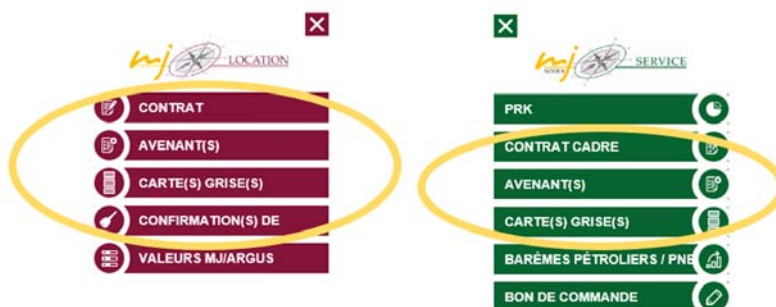 mj LOCATION
CONTRAT
AVENANT(S)
CARTE(S) GRISE(S)
CONFIRMATION(S) DE
VALEURS MJ/ARGUS
mj SERVICE
PRK
CONTRAT CADRE
AVENANT(S)
CARTE(S) GRISE(S)
BARÈMES PÉTROLIERS / PNE
BON DE COMMANDE